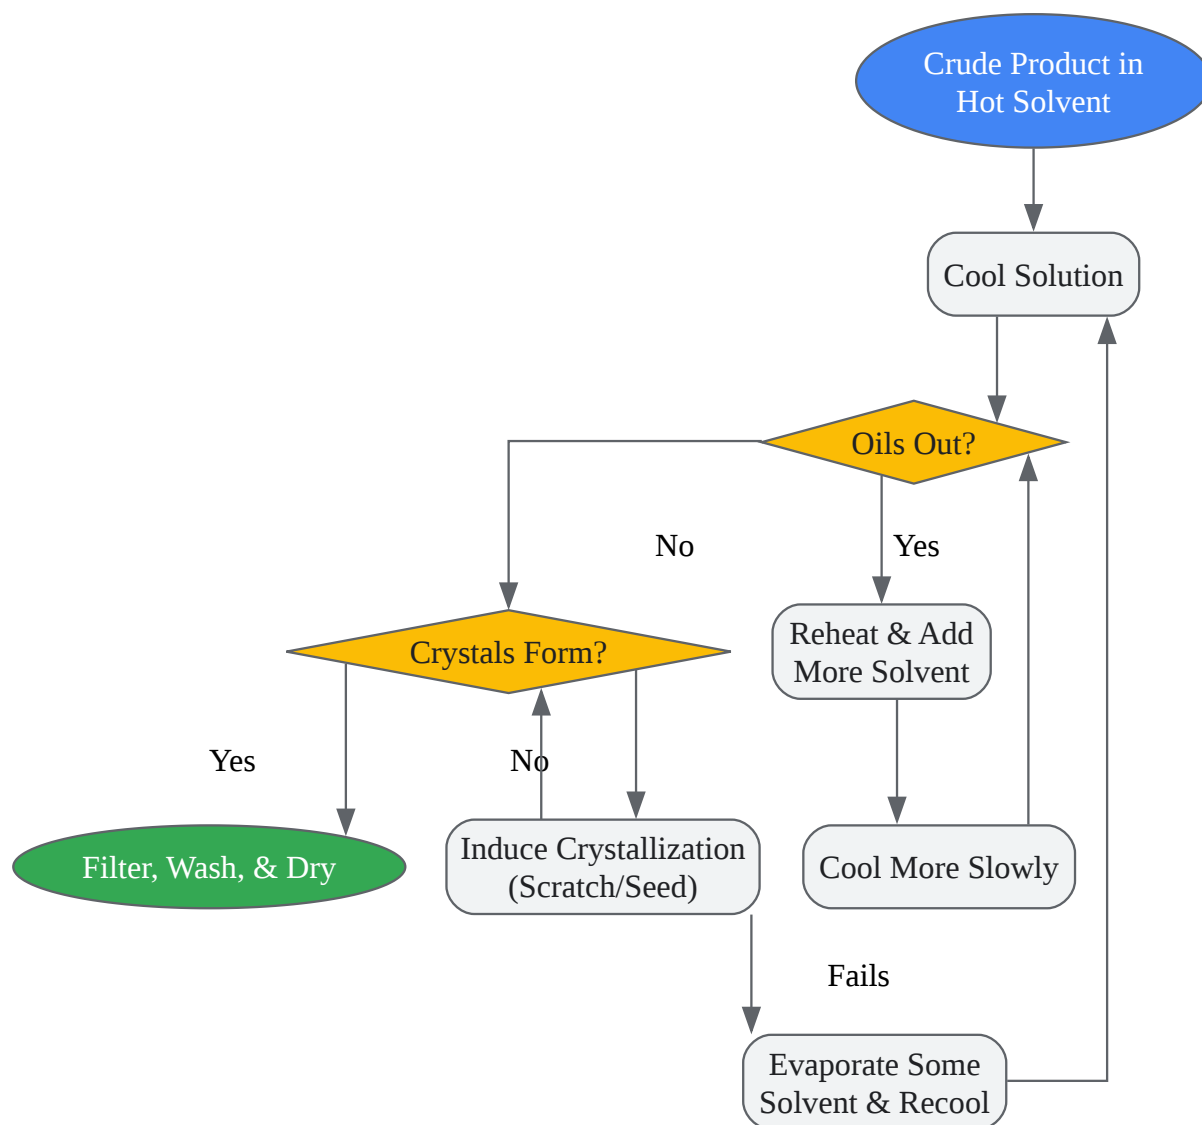 Crude Product in
Hot Solvent
Cool Solution
Oils Out?
No
Yes
Crystals Form?
Reheat & Add
More Solvent
Yes
No
Filter, Wash, & Dry
Induce Crystallization
(Scratch/Seed)
Cool More Slowly
Fails
Evaporate Some
Solvent & Recool